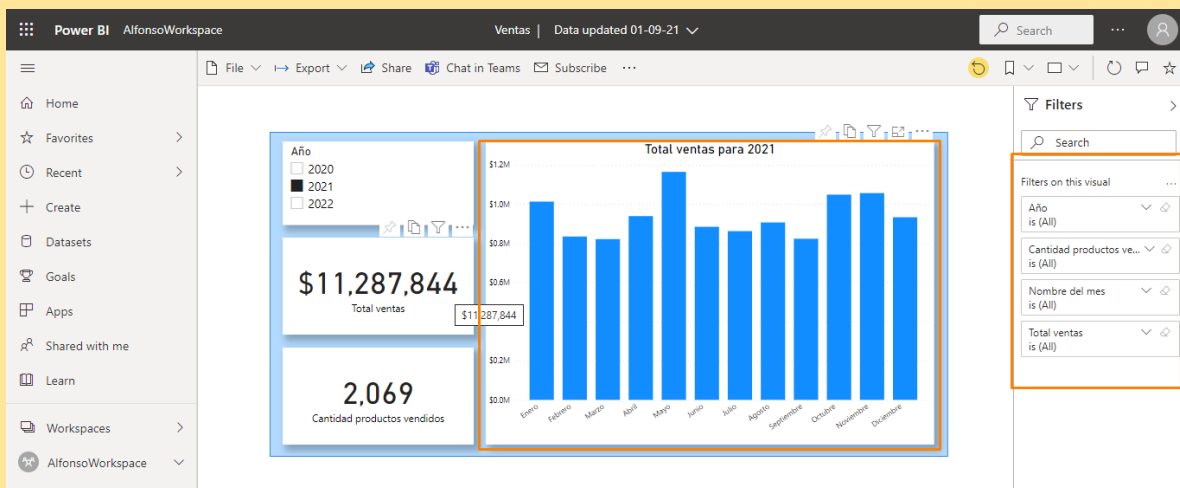 Power BI AlfonsoWorkspace
Ventas | Data updated 01-09-21
Search
File
Export
Share
Chat in Teams
Subscribe
Home
Favorites
Recent
Create
Datasets
Goals
Apps
Shared with me
Learn
Workspaces
AlfonsoWorkspace
Año
2020
2021
2022
$11,287,844
Total ventas
$11,287,844
2,069
Cantidad productos vendidos
Total ventas para 2021
$1.2M
$1.0M
$0.8M
$0.6M
$0.2M
$0.0M
Enero
Febrero
Marzo
Abril
Mayo
Junio
Julio
Agosto
Septiembre
Octubre
Noviembre
Diciembre
Filters
Search
Filters on this visual
Año
is (All)
Cantidad productos ve...
is (All)
Nombre del mes
is (All)
Total ventas
is (All)